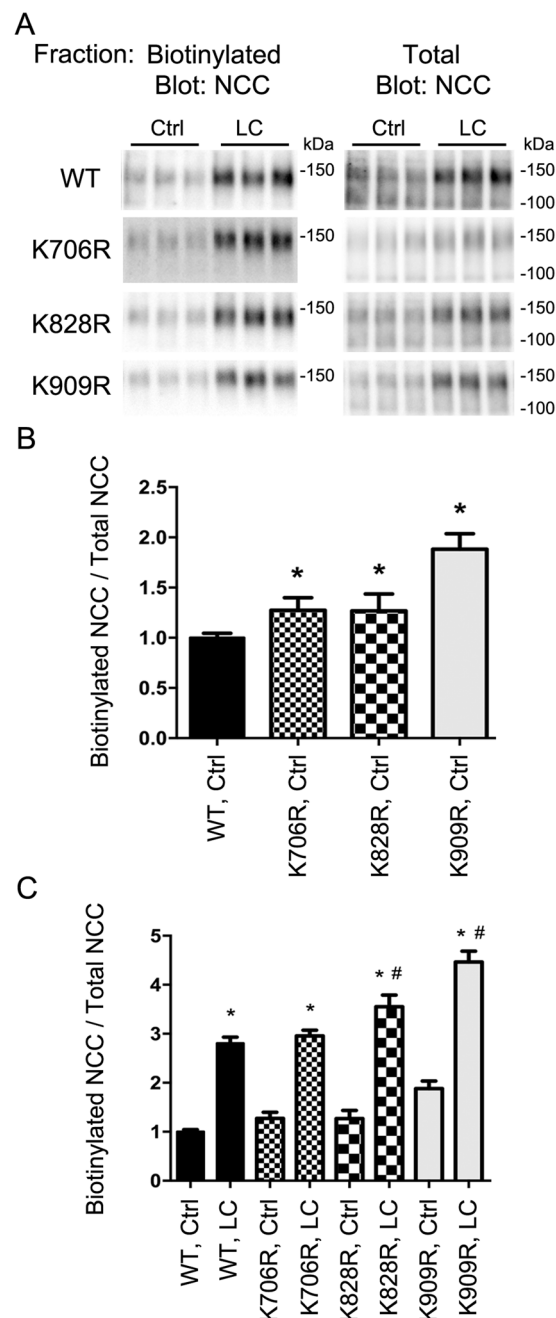 A
Fraction: Biotinylated Total
Blot: NCC Blot: NCC
Ctrl LC kDa Ctrl LC kDa
WT -150 -150
-100
K706R -150 -150
-100
K828R -150 -150
-100
K909R -150 -150
-100
B
Biotinylated NCC / Total NCC
2.5
2.0
1.5
1.0
0.5
0.0
* * *
WT, Ctrl
K706R, Ctrl
K828R, Ctrl
K909R, Ctrl
C
Biotinylated NCC / Total NCC
5
4
3
2
1
0
* * * # * #
WT, Ctrl
WT, LC
K706R, Ctrl
K706R, LC
K828R, Ctrl
K828R, LC
K909R, Ctrl
K909R, LC